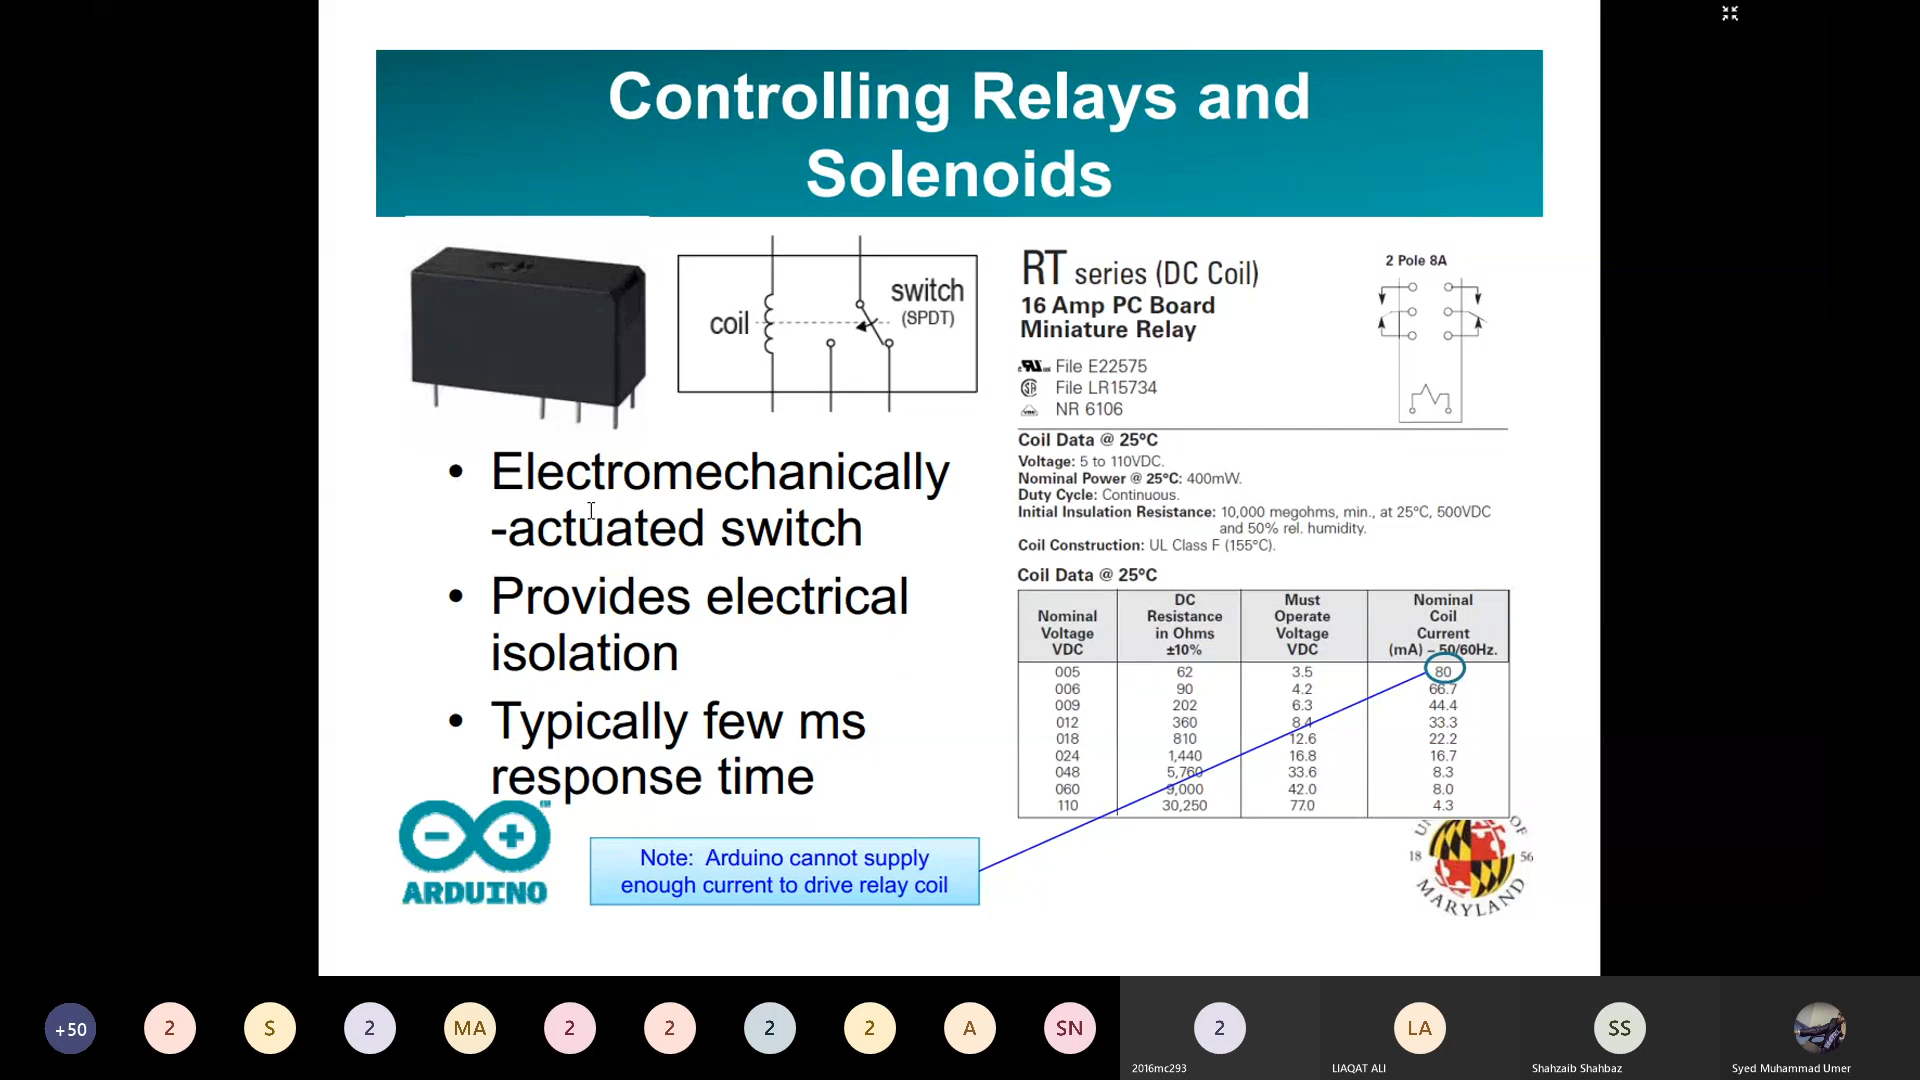 Controlling Relays and
Solenoids
coil
switch
(SPDT)
RT series (DC Coil)
16 Amp PC Board
Miniature Relay
File E22575
File LR15734
NR 6106
2 Pole 8A
• Electromechanically
-actuated switch
• Provides electrical
isolation
• Typically few ms
response time
Coil Data @ 25°C
Voltage: 5 to 110VDC.
Nominal Power @ 25°C: 400mW.
Duty Cycle: Continuous.
Initial Insulation Resistance: 10,000 megohms, min., at 25°C, 500VDC
and 50% rel. humidity.
Coil Construction: UL Class F (155°C).
Coil Data @ 25°C
Nominal Voltage VDC
DC Resistance in Ohms ±10%
Must Operate Voltage VDC
Nominal Coil Current (mA) – 50/60Hz.
005 62 3.5 80
006 90 4.2 66.7
009 202 6.3 44.4
012 360 8.4 33.3
018 810 12.6 22.2
024 1,440 16.8 16.7
048 5,760 33.6 8.3
060 9,000 42.0 8.0
110 30,250 77.0 4.3
ARDUINO
Note: Arduino cannot supply
enough current to drive relay coil
OF
18 56
MARYLAND
+50 2 S 2 MA 2 2 2 2 A SN 2 LA SS
2016mc293 LIAQAT ALI Shahzaib Shahbaz Syed Muhammad Umer